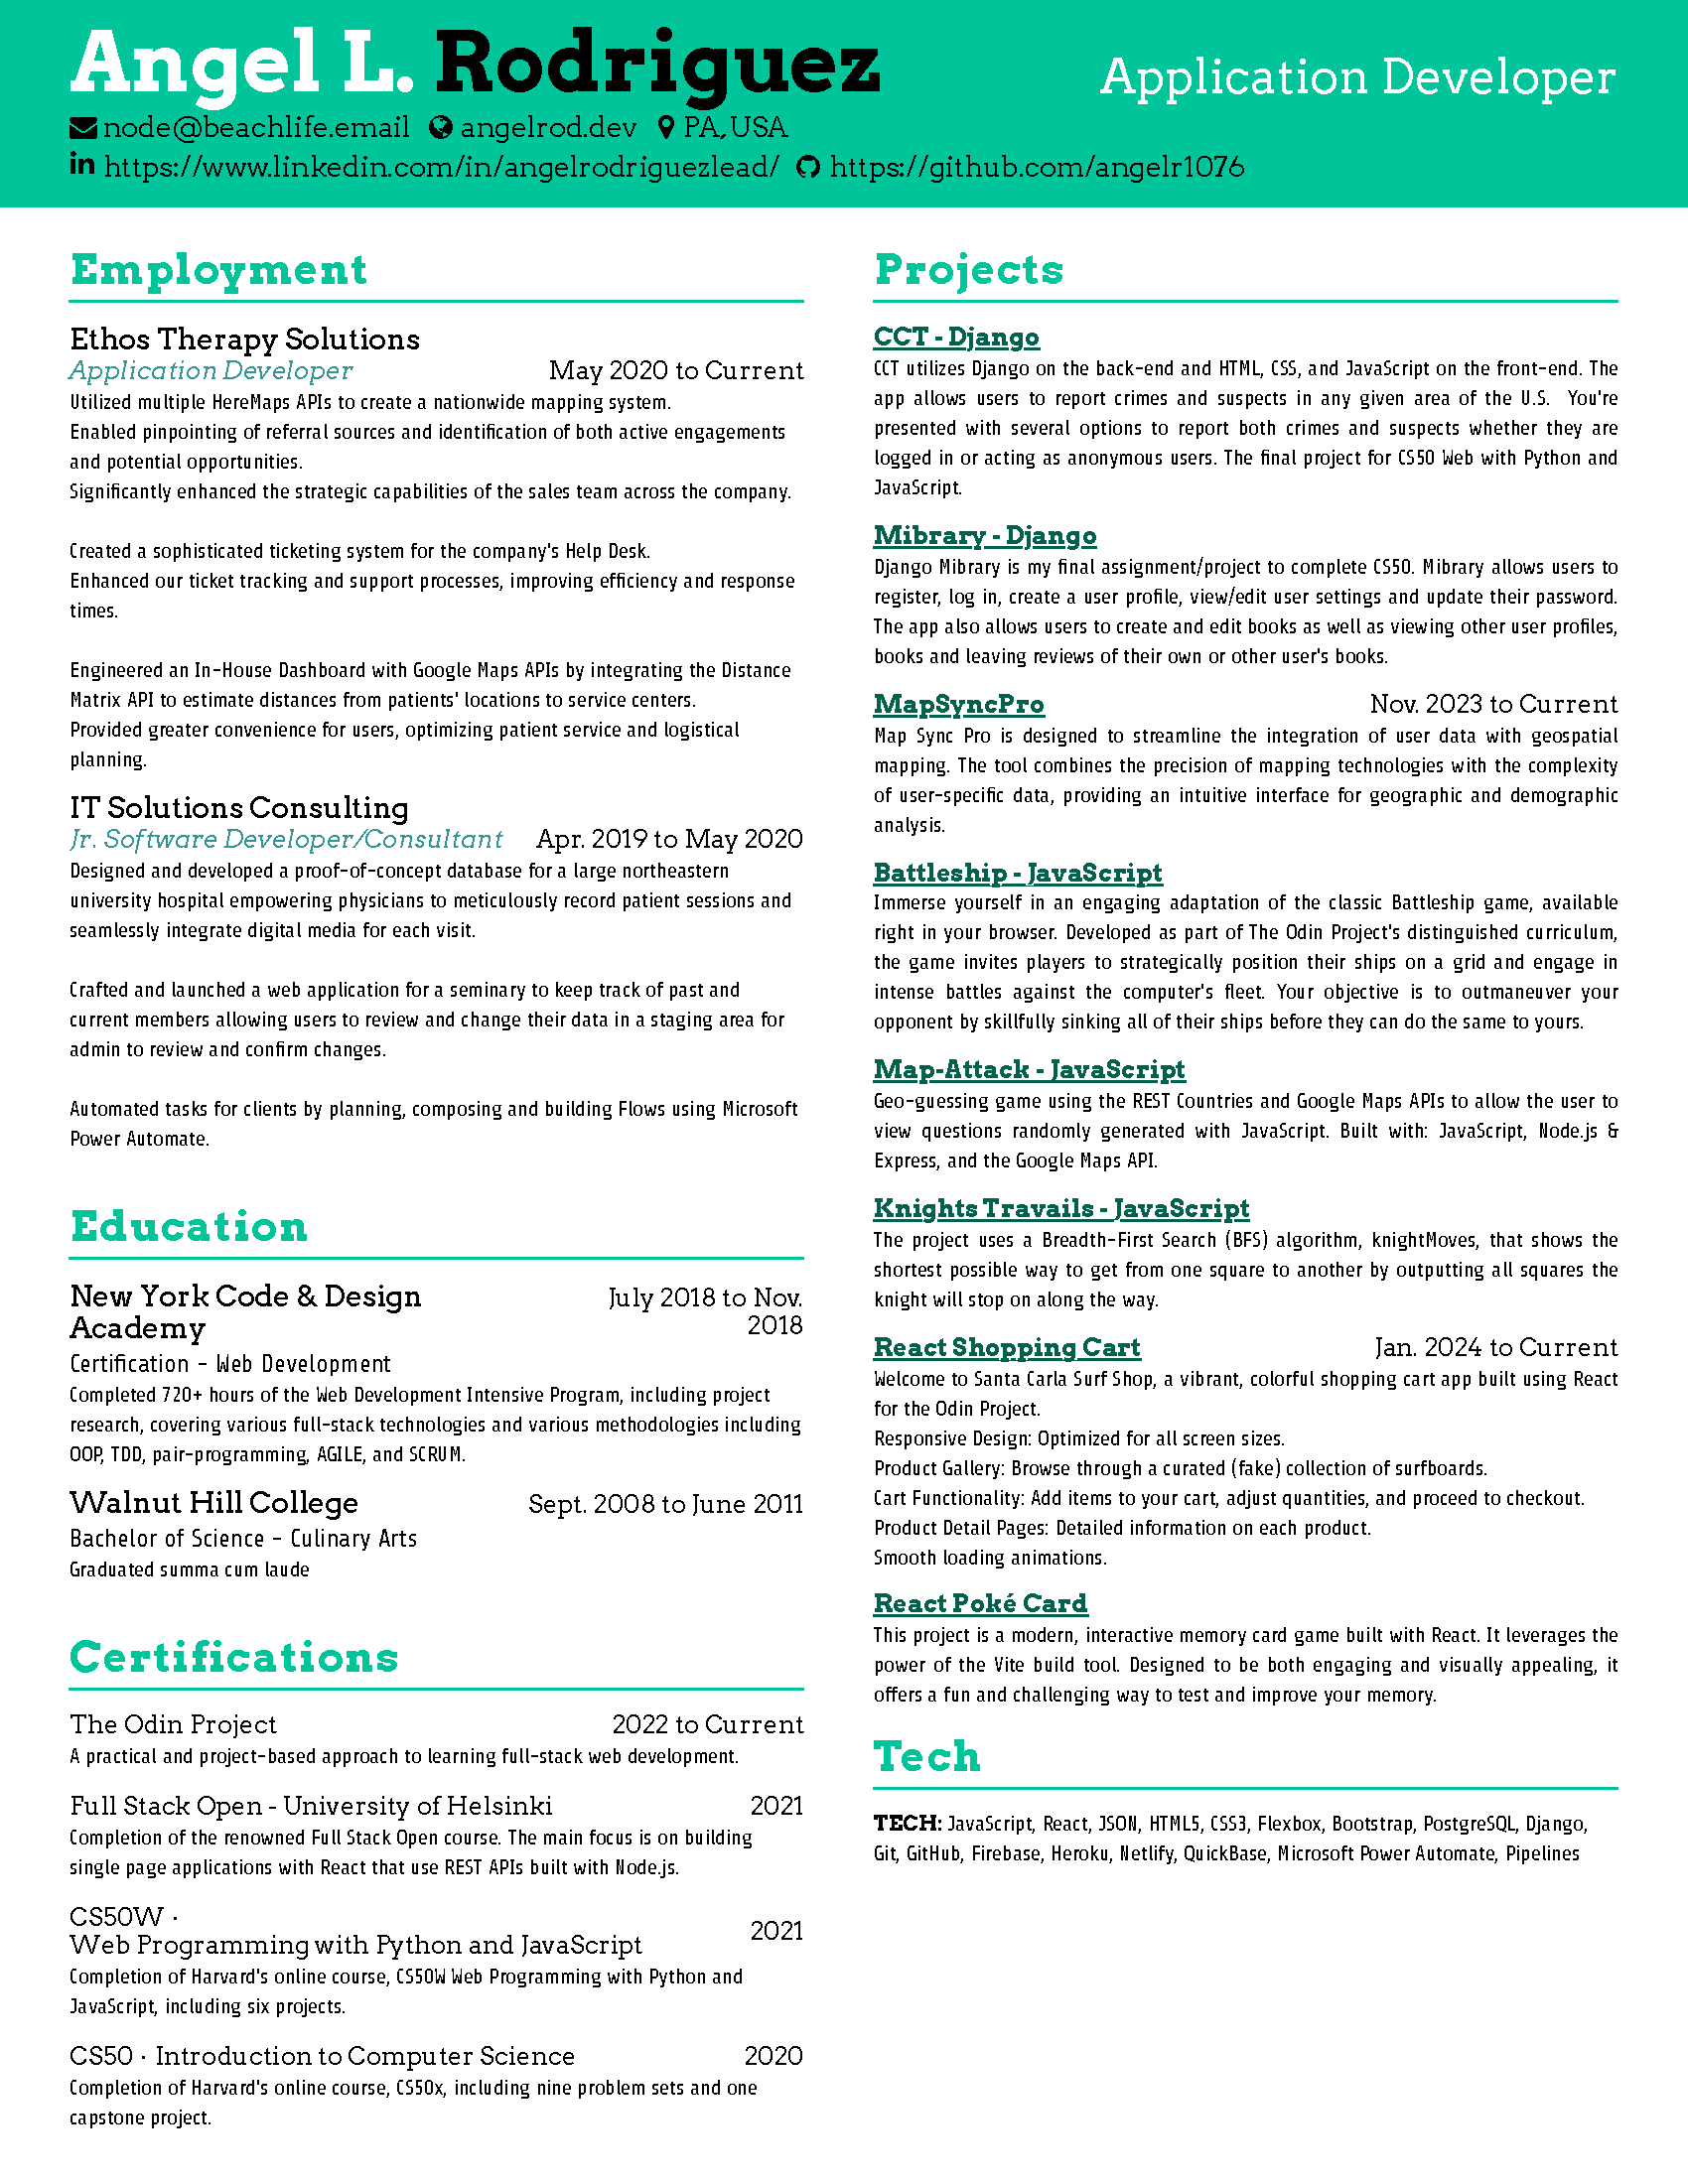 Angel L. Rodriguez
Application Developer
node@beachlife.email angelrod.dev PA, USA
in https://www.linkedin.com/in/angelrodriguezlead/ https://github.com/angelr1076
Employment
Ethos Therapy Solutions
Application Developer May 2020 to Current
Utilized multiple HereMaps APIs to create a nationwide mapping system.
Enabled pinpointing of referral sources and identification of both active engagements
and potential opportunities.
Significantly enhanced the strategic capabilities of the sales team across the company.
Created a sophisticated ticketing system for the company's Help Desk.
Enhanced our ticket tracking and support processes, improving efficiency and response
times.
Engineered an In-House Dashboard with Google Maps APIs by integrating the Distance
Matrix API to estimate distances from patients' locations to service centers.
Provided greater convenience for users, optimizing patient service and logistical
planning.
IT Solutions Consulting
Jr. Software Developer/Consultant Apr. 2019 to May 2020
Designed and developed a proof-of-concept database for a large northeastern
university hospital empowering physicians to meticulously record patient sessions and
seamlessly integrate digital media for each visit.
Crafted and launched a web application for a seminary to keep track of past and
current members allowing users to review and change their data in a staging area for
admin to review and confirm changes.
Automated tasks for clients by planning, composing and building Flows using Microsoft
Power Automate.
Education
New York Code & Design July 2018 to Nov.
Academy 2018
Certification - Web Development
Completed 720+ hours of the Web Development Intensive Program, including project
research, covering various full-stack technologies and various methodologies including
OOP, TDD, pair-programming, AGILE, and SCRUM.
Walnut Hill College Sept. 2008 to June 2011
Bachelor of Science - Culinary Arts
Graduated summa cum laude
Certifications
The Odin Project 2022 to Current
A practical and project-based approach to learning full-stack web development.
Full Stack Open - University of Helsinki 2021
Completion of the renowned Full Stack Open course. The main focus is on building
single page applications with React that use REST APIs built with Node.js.
CS50W ·
Web Programming with Python and JavaScript 2021
Completion of Harvard's online course, CS50W Web Programming with Python and
JavaScript, including six projects.
CS50 · Introduction to Computer Science 2020
Completion of Harvard's online course, CS50x, including nine problem sets and one
capstone project.
Projects
CCT - Django
CCT utilizes Django on the back-end and HTML, CSS, and JavaScript on the front-end. The
app allows users to report crimes and suspects in any given area of the U.S. You're
presented with several options to report both crimes and suspects whether they are
logged in or acting as anonymous users. The final project for CS50 Web with Python and
JavaScript.
Mibrary - Django
Django Mibrary is my final assignment/project to complete CS50. Mibrary allows users to
register, log in, create a user profile, view/edit user settings and update their password.
The app also allows users to create and edit books as well as viewing other user profiles,
books and leaving reviews of their own or other user's books.
MapSyncPro Nov. 2023 to Current
Map Sync Pro is designed to streamline the integration of user data with geospatial
mapping. The tool combines the precision of mapping technologies with the complexity
of user-specific data, providing an intuitive interface for geographic and demographic
analysis.
Battleship - JavaScript
Immerse yourself in an engaging adaptation of the classic Battleship game, available
right in your browser. Developed as part of The Odin Project's distinguished curriculum,
the game invites players to strategically position their ships on a grid and engage in
intense battles against the computer's fleet. Your objective is to outmaneuver your
opponent by skillfully sinking all of their ships before they can do the same to yours.
Map-Attack - JavaScript
Geo-guessing game using the REST Countries and Google Maps APIs to allow the user to
view questions randomly generated with JavaScript. Built with: JavaScript, Node.js &
Express, and the Google Maps API.
Knights Travails - JavaScript
The project uses a Breadth-First Search (BFS) algorithm, knightMoves, that shows the
shortest possible way to get from one square to another by outputting all squares the
knight will stop on along the way.
React Shopping Cart Jan. 2024 to Current
Welcome to Santa Carla Surf Shop, a vibrant, colorful shopping cart app built using React
for the Odin Project.
Responsive Design: Optimized for all screen sizes.
Product Gallery: Browse through a curated (fake) collection of surfboards.
Cart Functionality: Add items to your cart, adjust quantities, and proceed to checkout.
Product Detail Pages: Detailed information on each product.
Smooth loading animations.
React Poké Card
This project is a modern, interactive memory card game built with React. It leverages the
power of the Vite build tool. Designed to be both engaging and visually appealing, it
offers a fun and challenging way to test and improve your memory.
Tech
TECH: JavaScript, React, JSON, HTML5, CSS3, Flexbox, Bootstrap, PostgreSQL, Django,
Git, GitHub, Firebase, Heroku, Netlify, QuickBase, Microsoft Power Automate, Pipelines